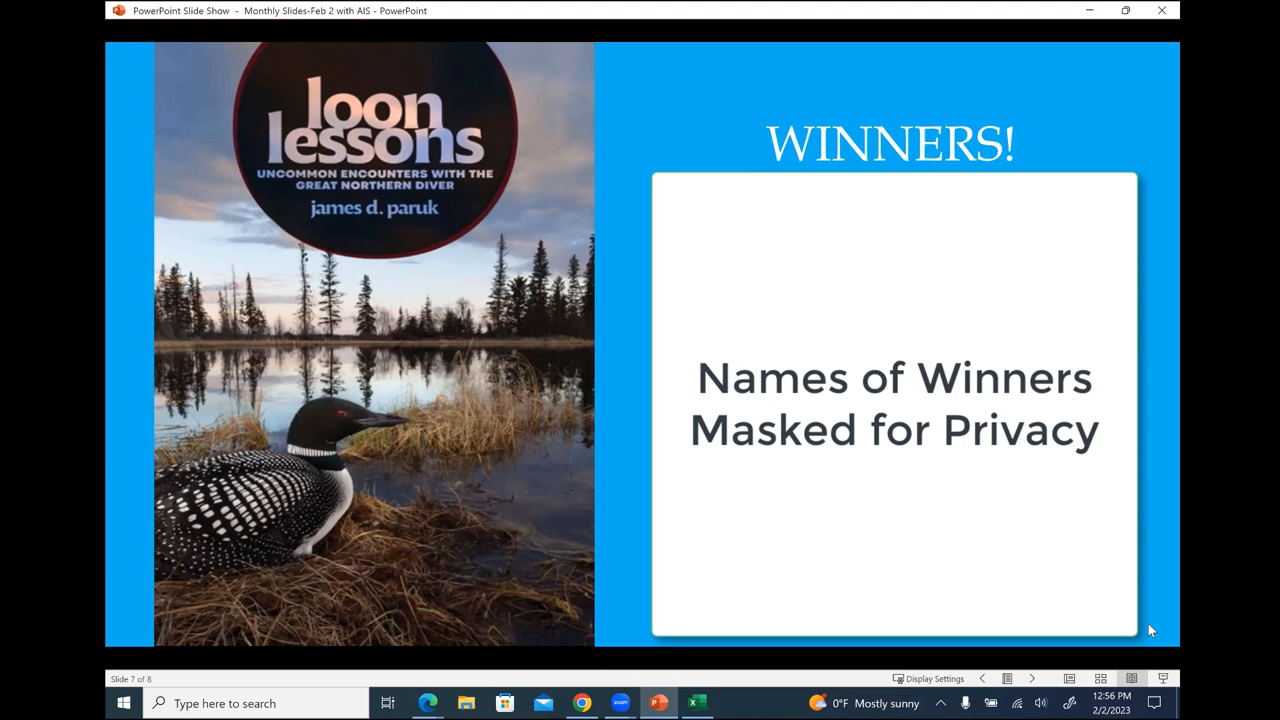 PowerPoint Slide Show - Monthly Slides-Feb 2 with AIS - PowerPoint
loon
lessons
UNCOMMON ENCOUNTERS WITH THE
GREAT NORTHERN DIVER
james d. paruk
WINNERS!
Names of Winners
Masked for Privacy
Slide 7 of 8
Display Settings
Type here to search
zoom
0°F Mostly sunny
12:56 PM
2/2/2023